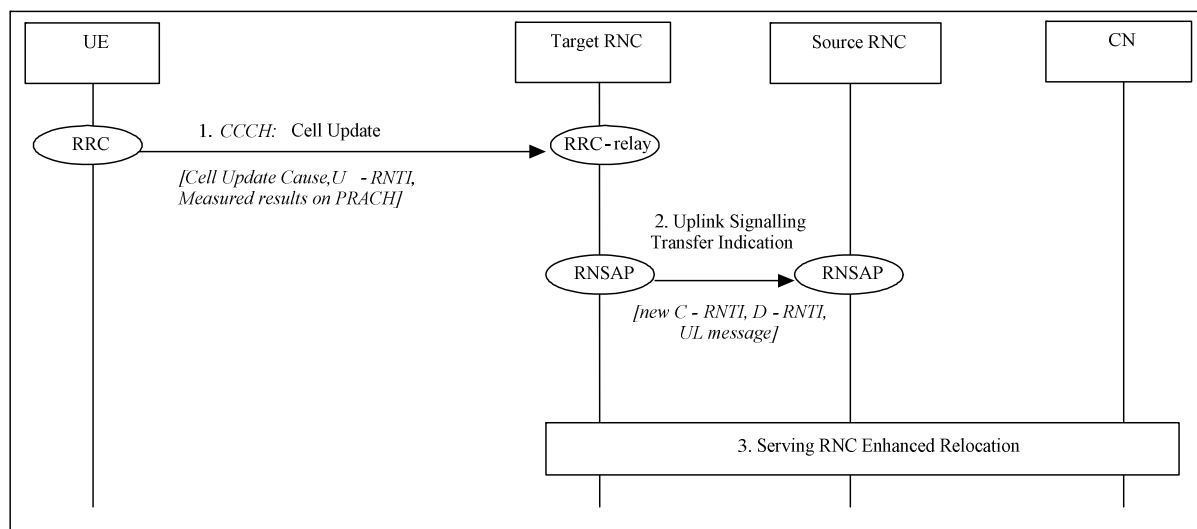 UE
Target RNC
Source RNC
CN
RRC
1. CCCH: Cell Update
RRC-relay
[Cell Update Cause,U - RNTI,
Measured results on PRACH]
2. Uplink Signalling
Transfer Indication
RNSAP
RNSAP
[new C - RNTI, D - RNTI,
UL message]
3. Serving RNC Enhanced Relocation